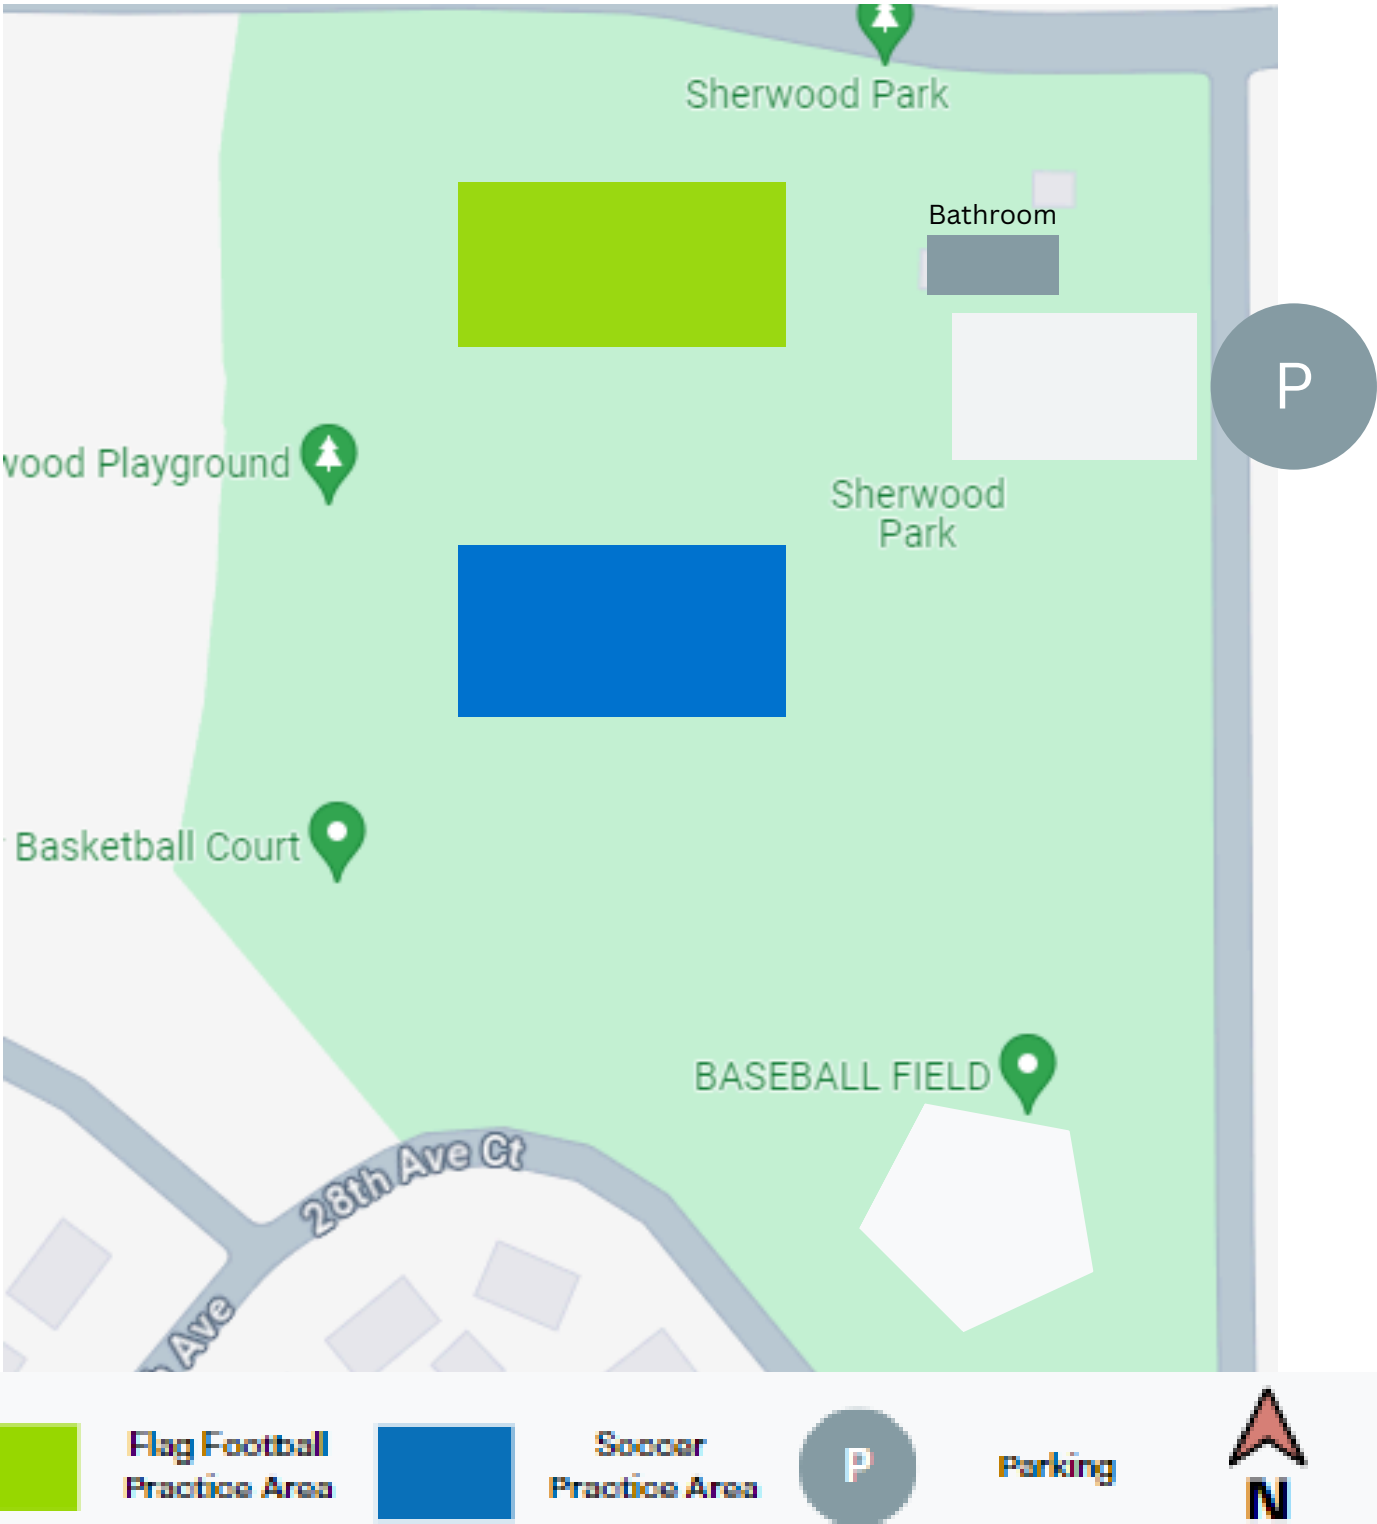 Sherwood Park
Bathroom
P
wood Playground
Sherwood
Park
Basketball Court
BASEBALL FIELD
28th Ave Ct
Ave
Flag Football
Practice Area
Soccer
Practice Area
P
Parking
N